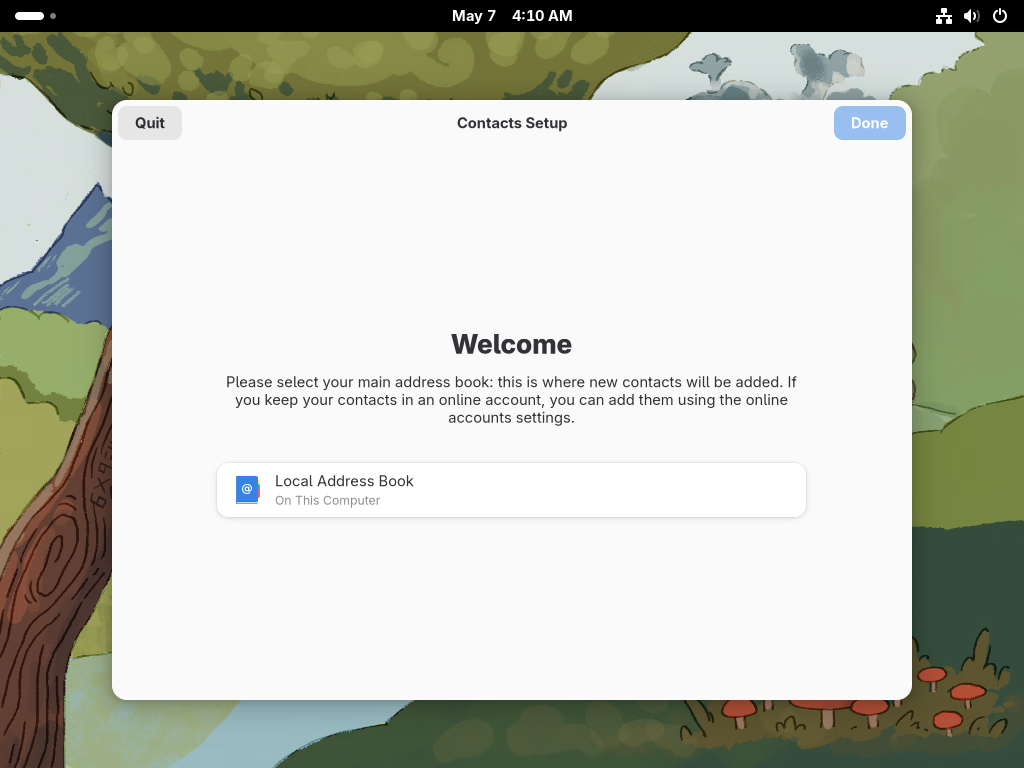 May 7 4:10 AM
Quit Contacts Setup Done
Welcome
Please select your main address book: this is where new contacts will be added. If
you keep your contacts in an online account, you can add them using the online
accounts settings.
@ Local Address Book
On This Computer